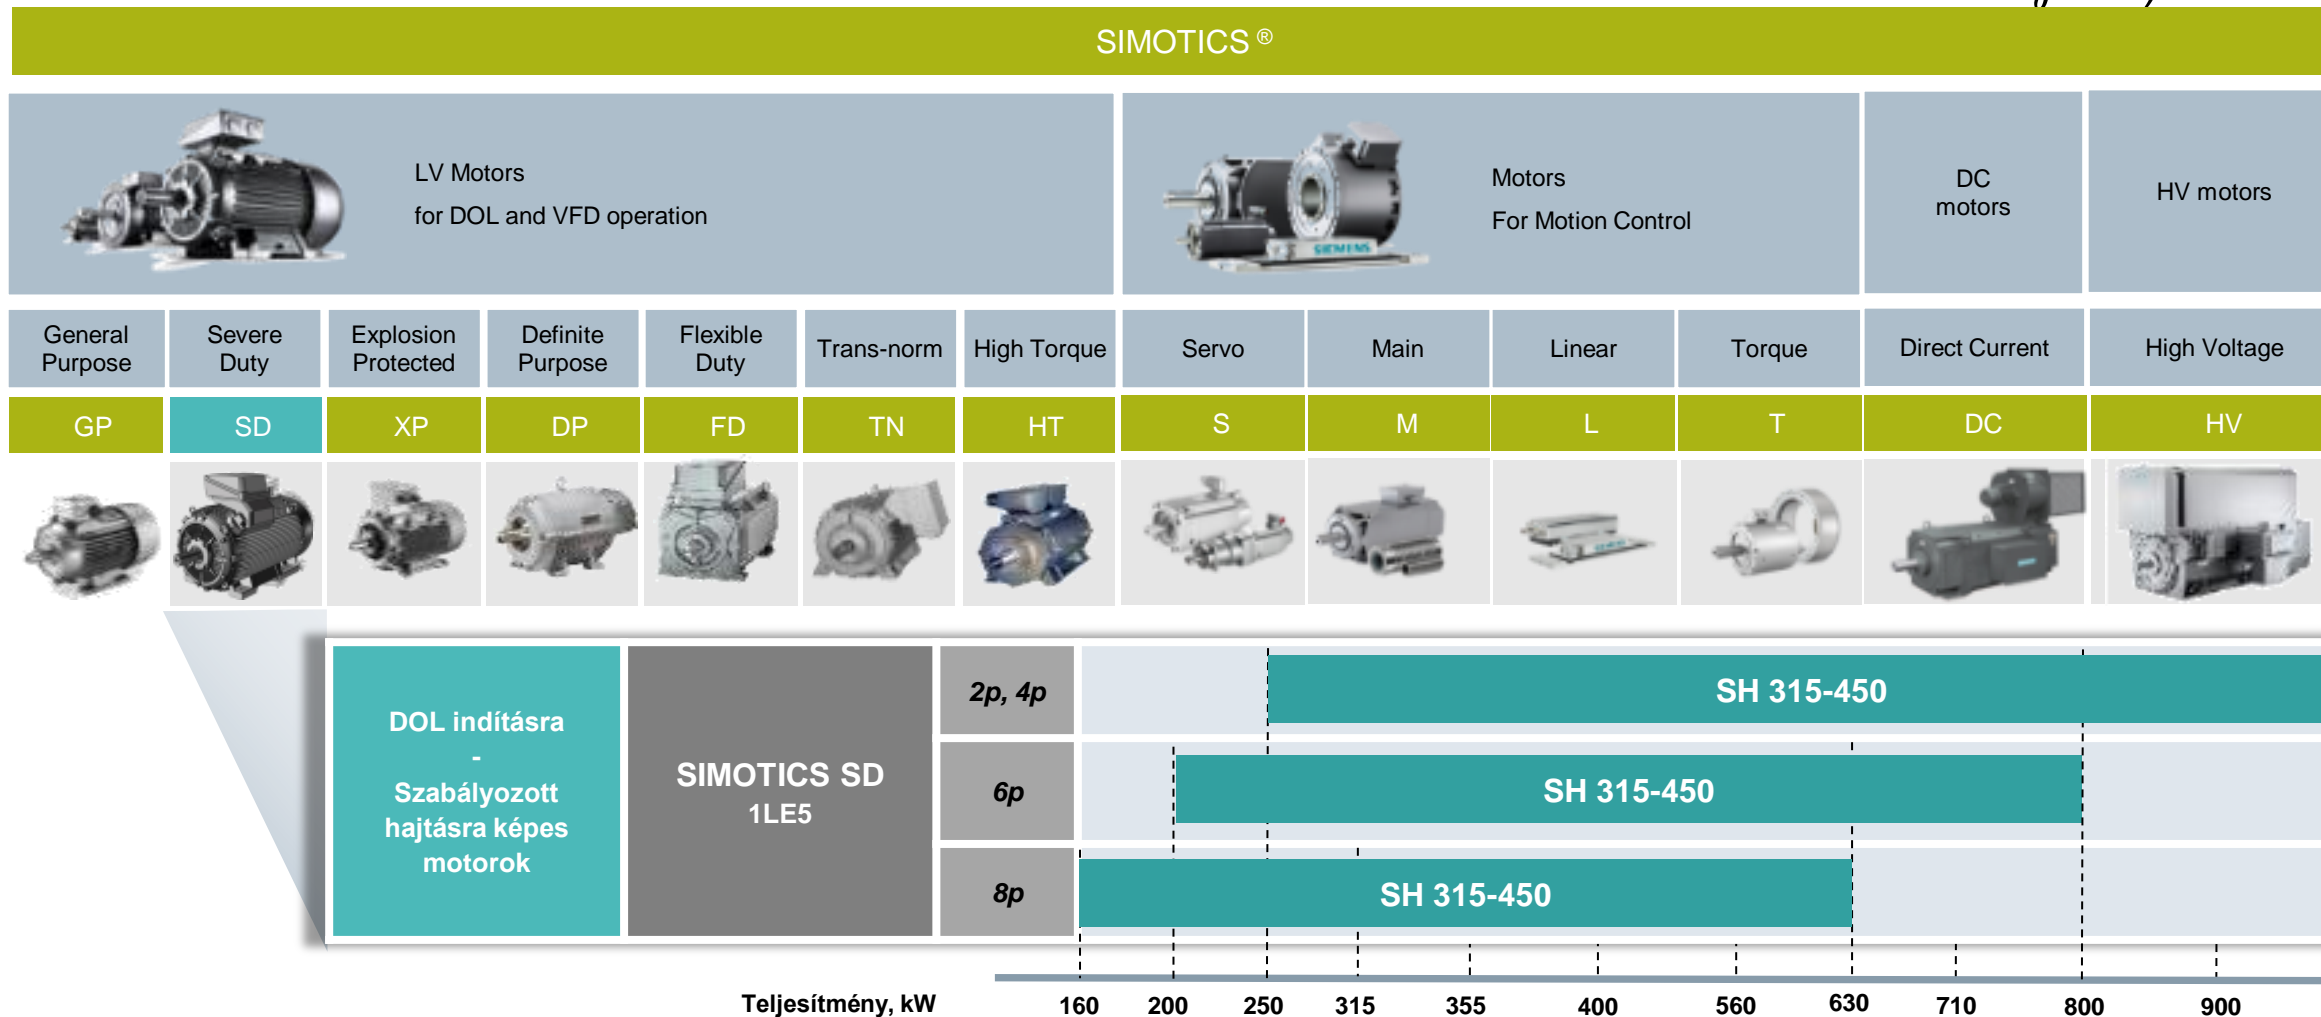 SIMOTICS ®
LV Motors
for DOL and VFD operation
SIEMENS
Motors
For Motion Control
DC
motors
HV motors
General
Purpose
Severe
Duty
Explosion
Protected
Definite
Purpose
Flexible
Duty
Trans-norm
High Torque
Servo
Main
Linear
Torque
Direct Current
High Voltage
GP
SD
XP
DP
FD
TN
HT
S
M
L
T
DC
HV
DOL indításra
-
Szabályozott
hajtásra képes
motorok
SIMOTICS SD
1LE5
2p, 4p
SH 315-450
6p
SH 315-450
8p
SH 315-450
Teljesítmény, kW
160 200 250 315 355 400 560 630 710 800 900